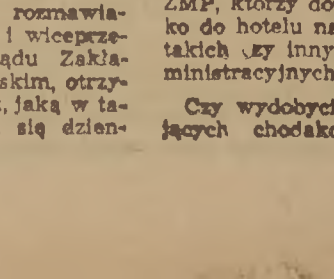 rozmawia-
i wiceprze-
ądu Zakła-
skim, otrzy-
, jaką w ta-
się dzien-
ZMP, którzy do
ko do hotelu na
takich czy inny
ministracyjnych
Czy wydobyci
jących chodako